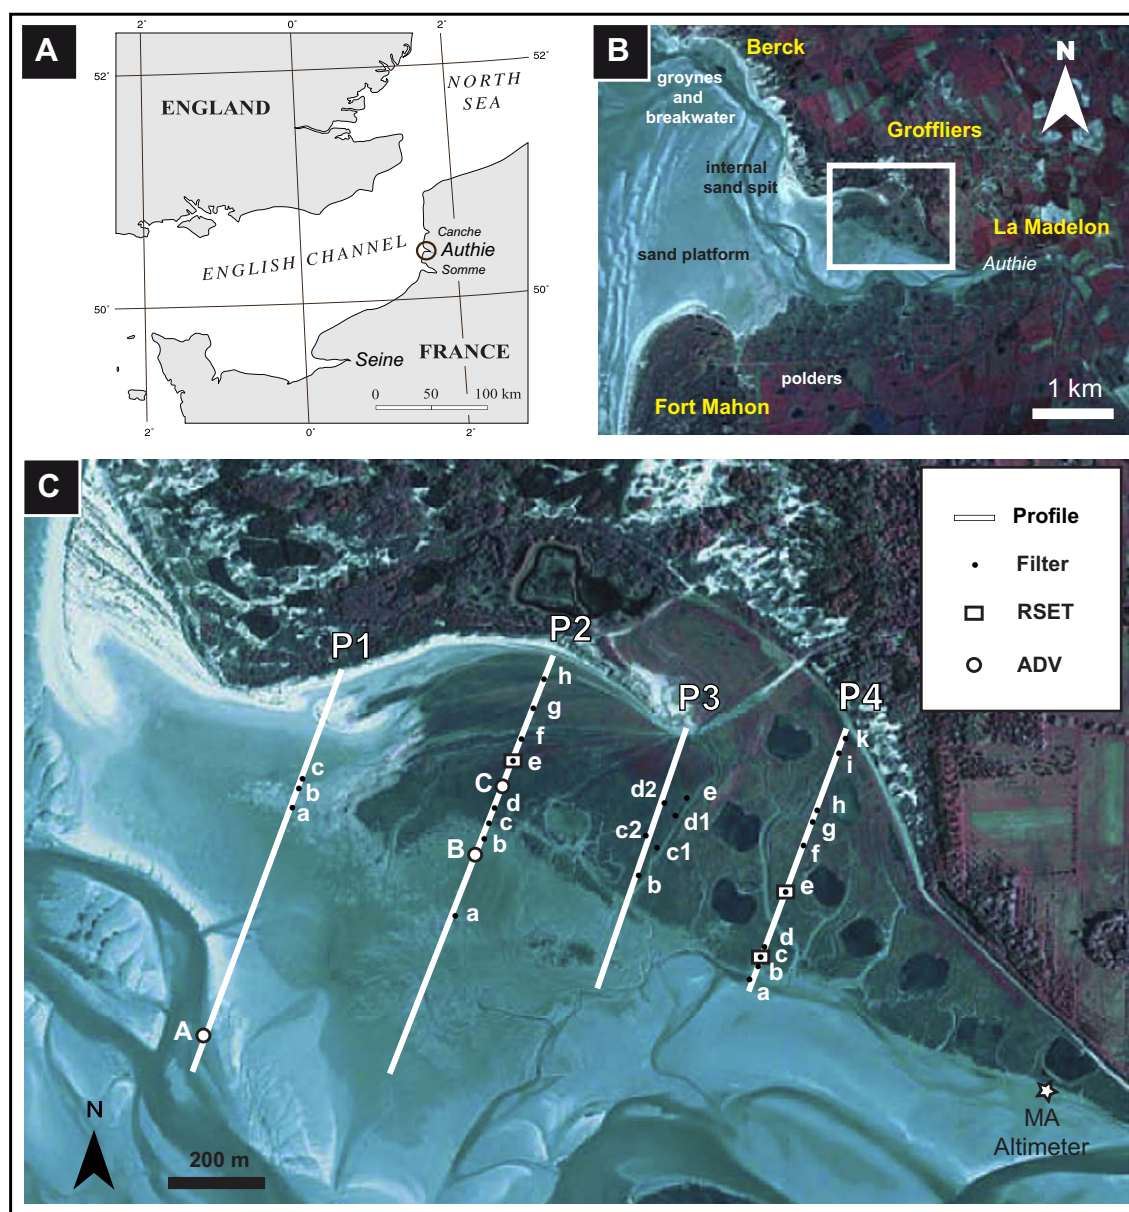 A
2°
0°
2°
52°
52°
NORTH
SEA
ENGLAND
Canche
Authie
Somme
ENGLISH CHANNEL
50°
50°
FRANCE
Seine
0 50 100 km
2°
0°
2°
B
Berck
N
groynes
and
breakwater
Groffliers
internal
sand spit
La Madelon
sand platform
Authie
polders
Fort Mahon
1 km
C
Profile
Filter
RSET
ADV
P1
P2
P3
P4
c
b
a
A
h
g
f
e
C
d
c
b
B
a
d2
e
d1
c2
c1
b
k
i
h
g
f
e
d
c
b
a
N
200 m
MA
Altimeter